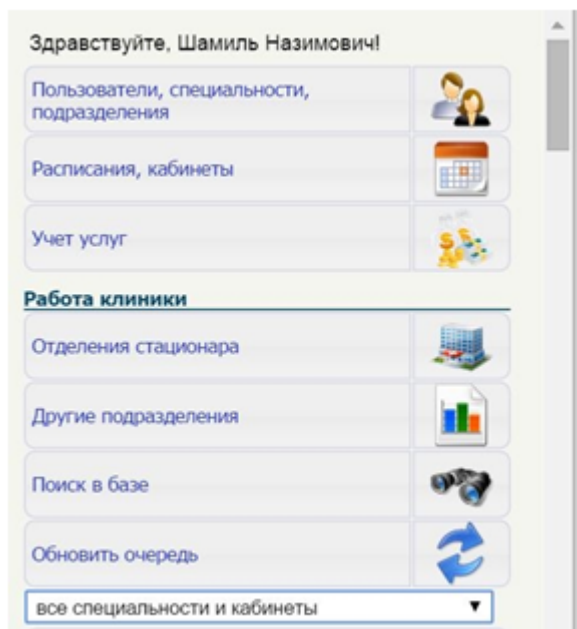 Здравствуйте, Шамиль Назимович!
Пользователи, специальности,
подразделения
Расписания, кабинеты
Учет услуг
Работа клиники
Отделения стационара
Другие подразделения
Поиск в базе
Обновить очередь
все специальности и кабинеты